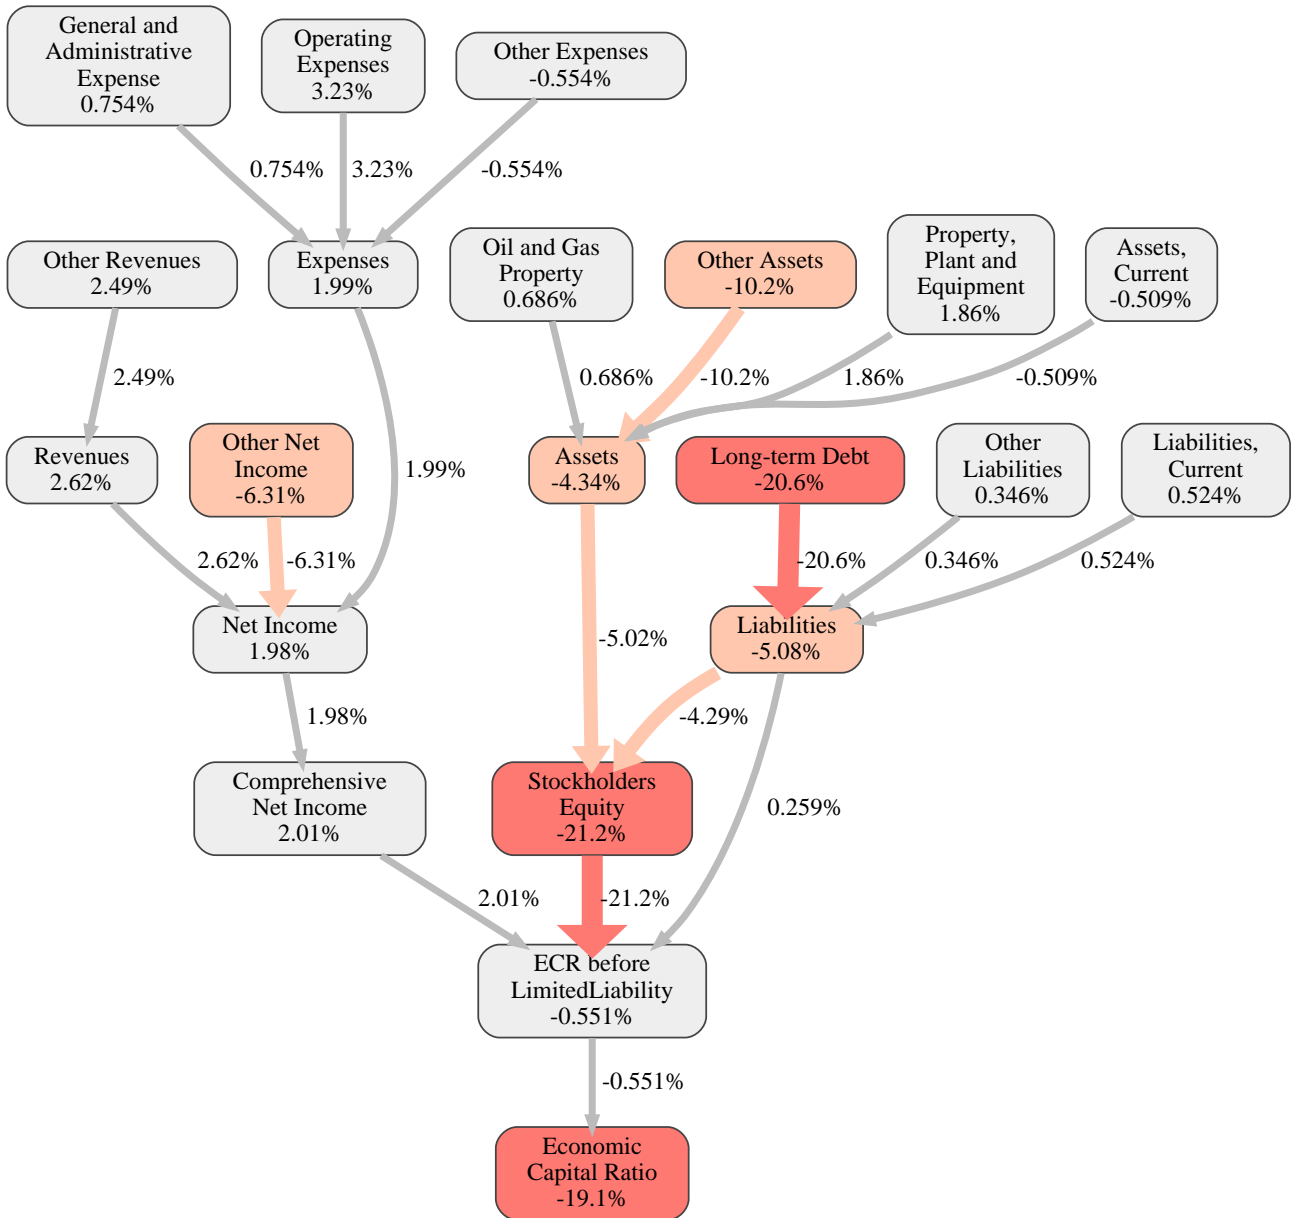 General and
Administrative
Expense
0.754%
Operating
Expenses
3.23%
Other Expenses
-0.554%
0.754%
3.23%
-0.554%
Other Revenues
2.49%
Expenses
1.99%
Oil and Gas
Property
0.686%
Other Assets
-10.2%
Property,
Plant and
Equipment
1.86%
Assets,
Current
-0.509%
2.49%
0.686%
-10.2%
1.86%
-0.509%
Revenues
2.62%
Other Net
Income
-6.31%
1.99%
Assets
-4.34%
Long-term Debt
-20.6%
Other
Liabilities
0.346%
Liabilities,
Current
0.524%
2.62%
-6.31%
-20.6%
0.346%
0.524%
Net Income
1.98%
-5.02%
Liabilities
-5.08%
1.98%
-4.29%
Comprehensive
Net Income
2.01%
Stockholders
Equity
-21.2%
0.259%
2.01%
-21.2%
ECR before
LimitedLiability
-0.551%
-0.551%
Economic
Capital Ratio
-19.1%